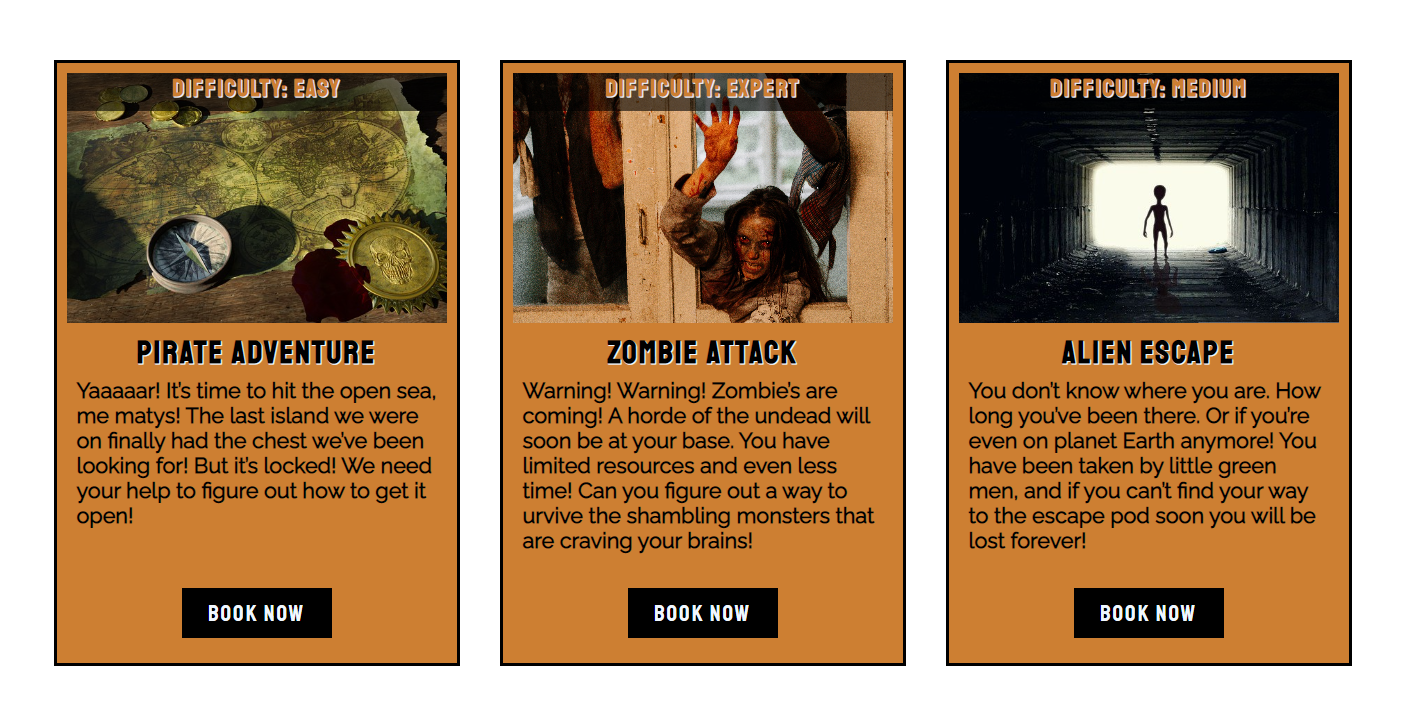 DIFFICULTY: EASY
PIRATE ADVENTURE
Yaaaaar! It's time to hit the open sea,
me matys! The last island we were
on finally had the chest we've been
looking for! But it's locked! We need
your help to figure out how to get it
open!
BOOK NOW
DIFFICULTY: EXPERT
ZOMBIE ATTACK
Warning! Warning! Zombie's are
coming! A horde of the undead will
soon be at your base. You have
limited resources and even less
time! Can you figure out a way to
urvive the shambling monsters that
are craving your brains!
BOOK NOW
DIFFICULTY: MEDIUM
ALIEN ESCAPE
You don't know where you are. How
long you've been there. Or if you're
even on planet Earth anymore! You
have been taken by little green
men, and if you can't find your way
to the escape pod soon you will be
lost forever!
BOOK NOW